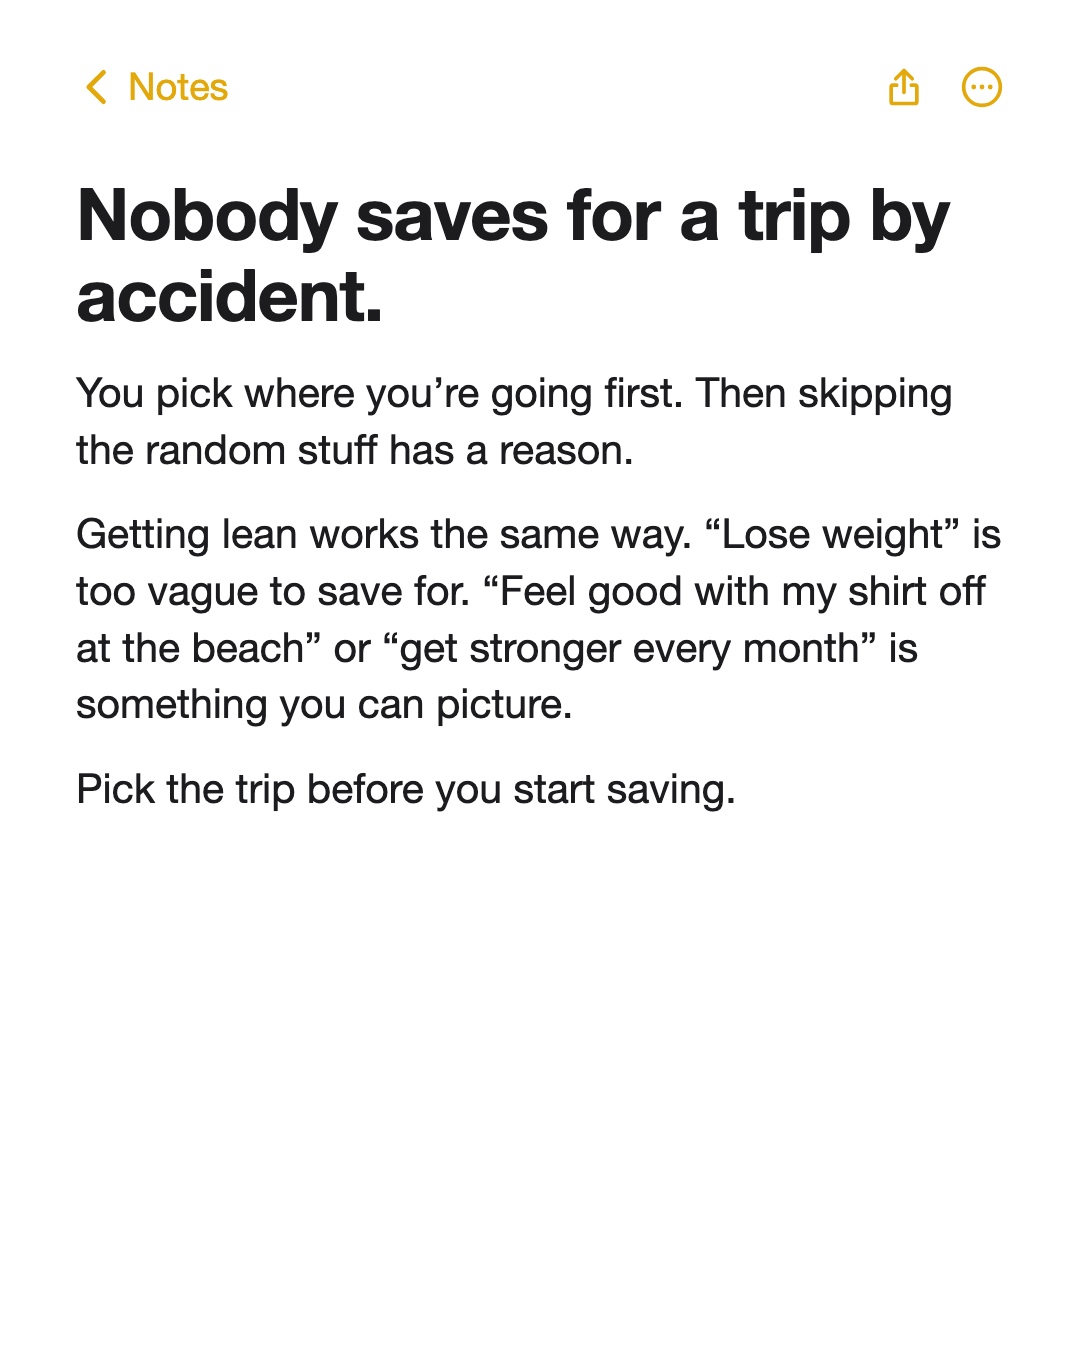 Notes
Nobody saves for a trip by
accident.
You pick where you’re going first. Then skipping
the random stuff has a reason.
Getting lean works the same way. “Lose weight” is
too vague to save for. “Feel good with my shirt off
at the beach” or “get stronger every month” is
something you can picture.
Pick the trip before you start saving.